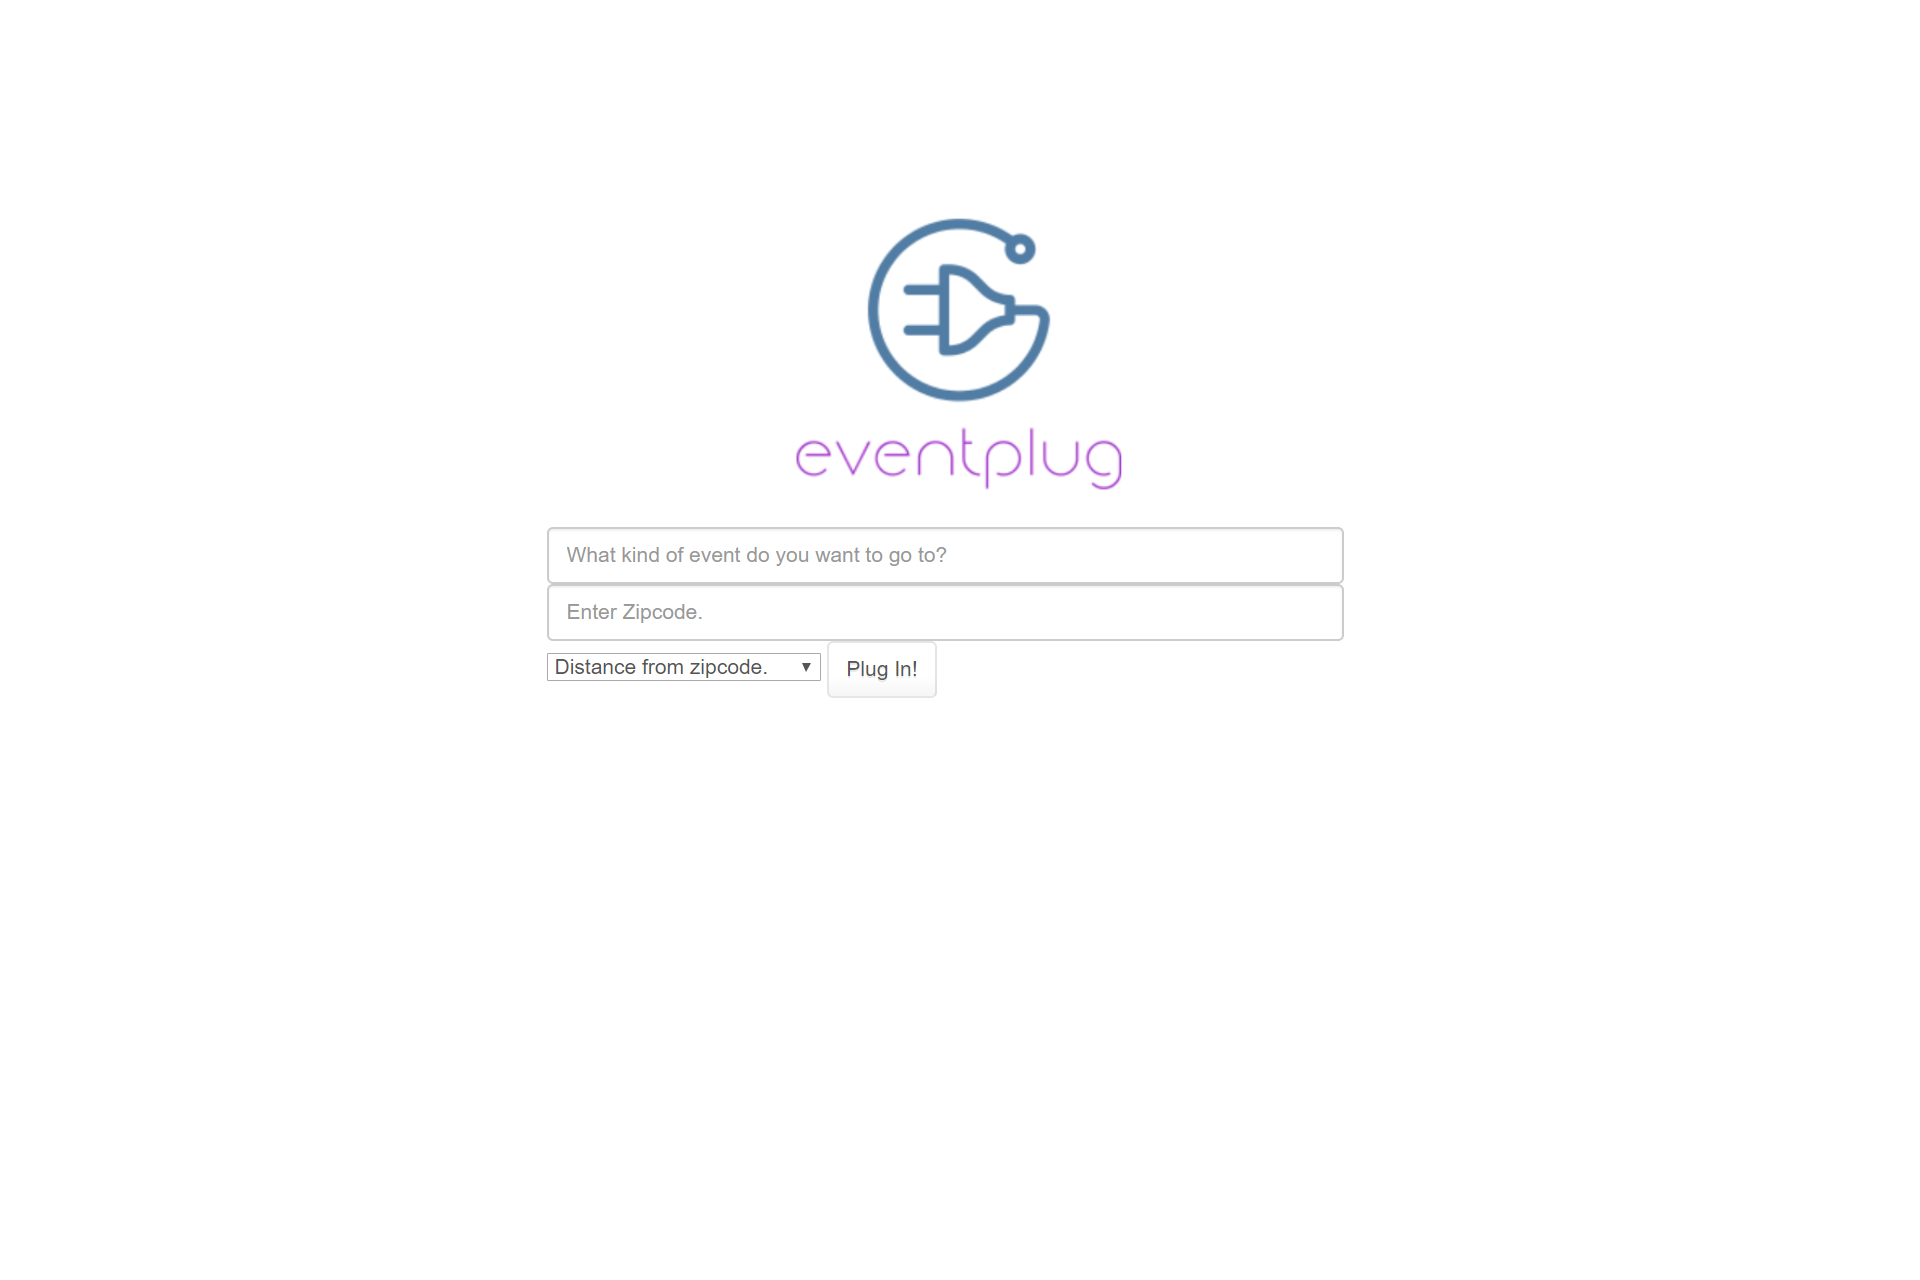 eventplug
What kind of event do you want to go to?
Enter Zipcode.
Distance from zipcode. Plug In!